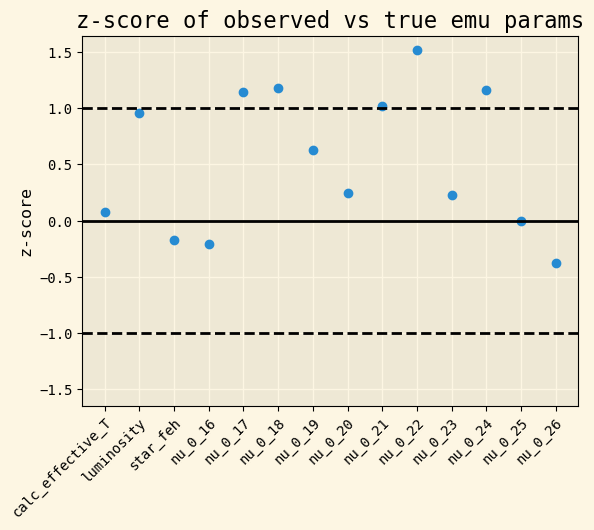 z-score of observed vs true emu params
z-score
1.5
1.0
0.5
0.0
−0.5
−1.0
−1.5
calc_effective_T
luminosity
star_feh
nu_0_16
nu_0_17
nu_0_18
nu_0_19
nu_0_20
nu_0_21
nu_0_22
nu_0_23
nu_0_24
nu_0_25
nu_0_26